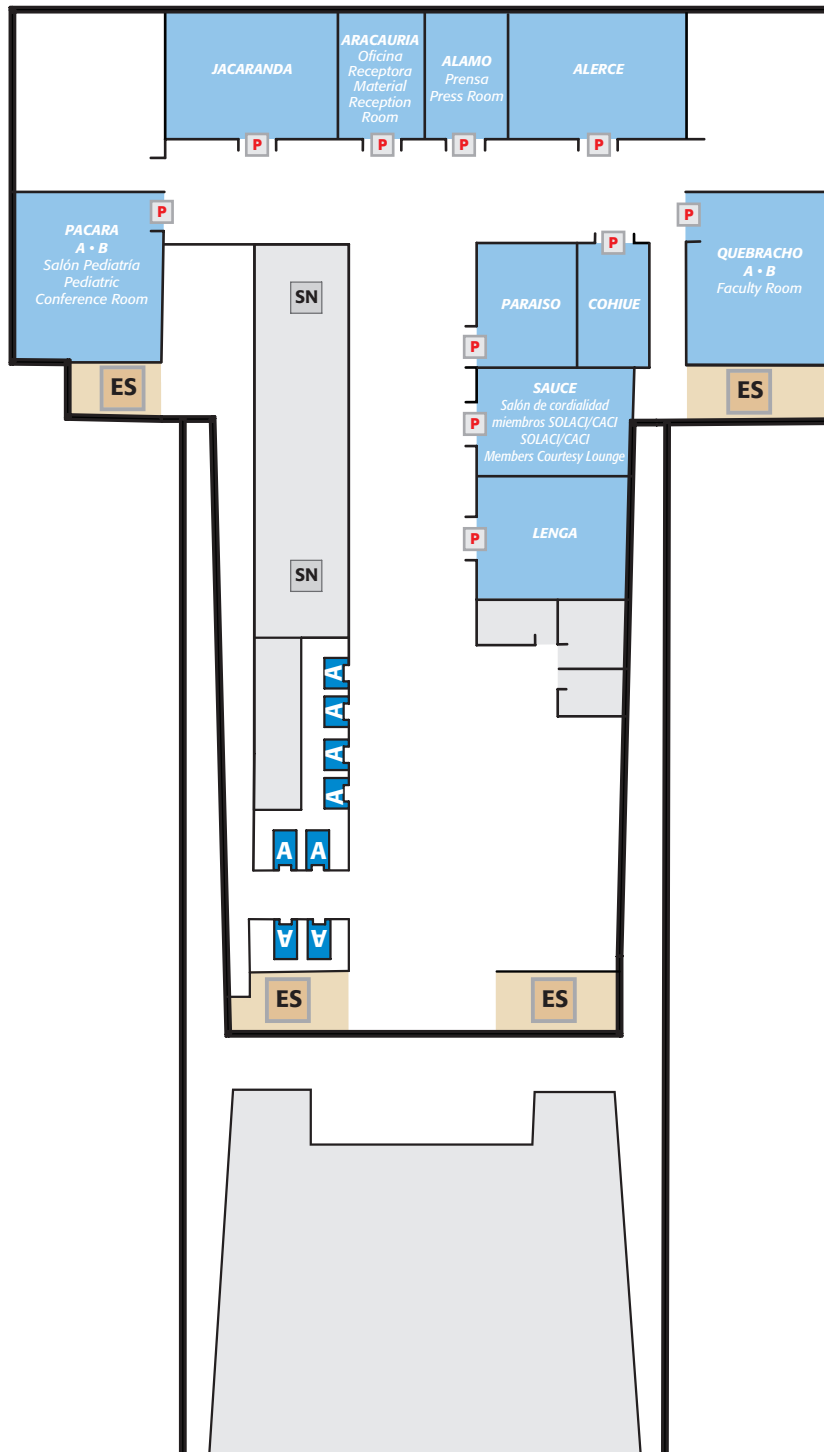 JACARANDA
ARACAURIA
Oficina
Receptora
Material
Reception
Room
ALAMO
Prensa
Press Room
ALERCE
P
P
P
P
P
P
P
PACARA
A • B
Salón Pediatría
Pediatric
Conference Room
QUEBRACHO
A • B
Faculty Room
SN
PARAISO
COHIUE
P
ES
ES
SAUCE
Salón de cordialidad
miembros SOLACI/CACI
SOLACI/CACI
Members Courtesy Lounge
P
LENGA
P
SN
A
A
A
A
A
A
A
A
ES
ES